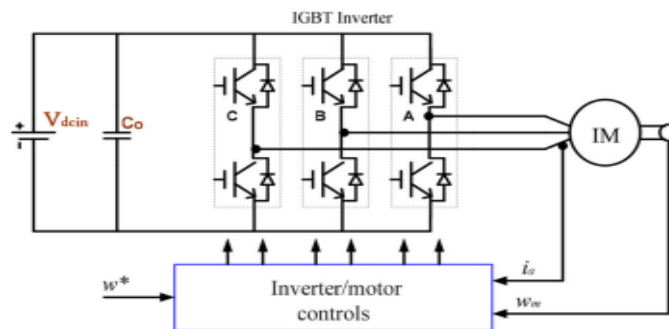 IGBT Inverter
C
B
A
+
Vdcin
-
Co
IM
w*
Inverter/motor
controls
ia
wm